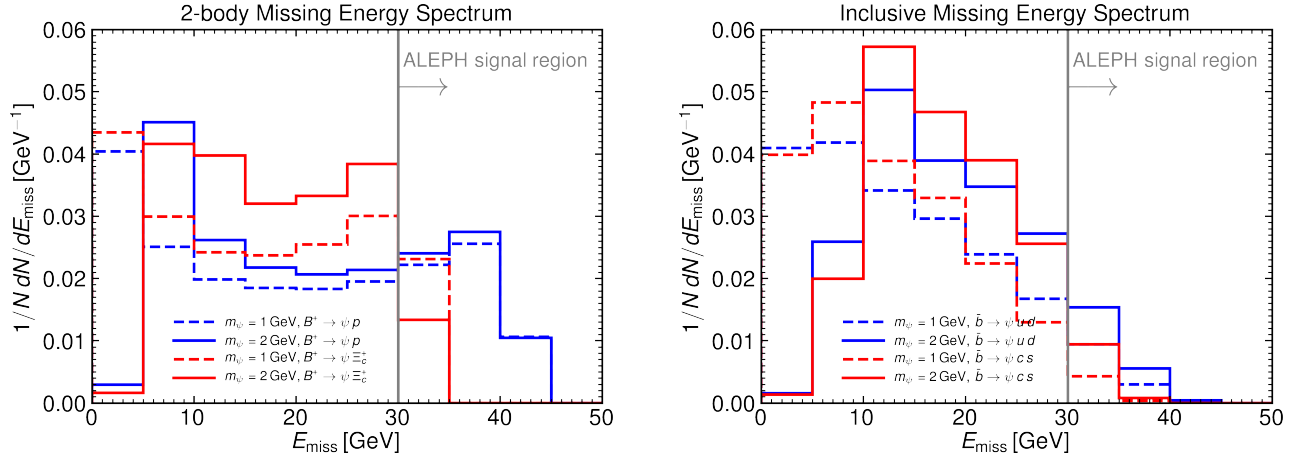 2-body Missing Energy Spectrum
0.06
0.05
0.04
0.03
0.02
0.01
0.00
1/N dN/dE_miss [GeV⁻¹]
ALEPH signal region
m_ψ = 1 GeV, B⁺ → ψ p
m_ψ = 2 GeV, B⁺ → ψ p
m_ψ = 1 GeV, B⁺ → ψ Ξ_c⁺
m_ψ = 2 GeV, B⁺ → ψ Ξ_c⁺
0 10 20 30 40 50
E_miss [GeV]
Inclusive Missing Energy Spectrum
0.06
0.05
0.04
0.03
0.02
0.01
0.00
1/N dN/dE_miss [GeV⁻¹]
ALEPH signal region
m_ψ = 1 GeV, b̄ → ψ u d
m_ψ = 2 GeV, b̄ → ψ u d
m_ψ = 1 GeV, b̄ → ψ c s
m_ψ = 2 GeV, b̄ → ψ c s
0 10 20 30 40 50
E_miss [GeV]